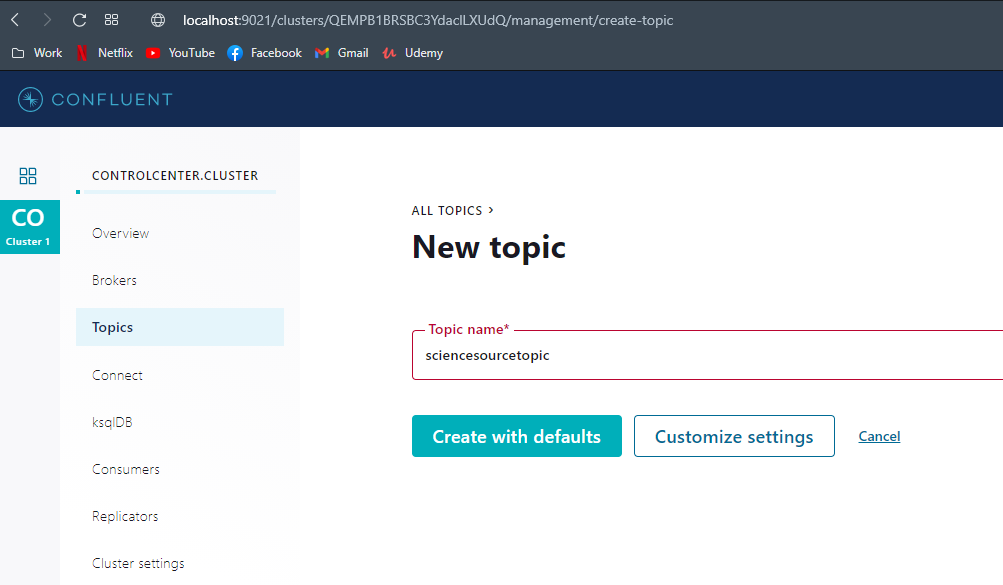 localhost:9021/clusters/QEMPB1BRSBC3YdaclLXUdQ/management/create-topic
Work Netflix YouTube Facebook Gmail Udemy
CONFLUENT
CO
Cluster 1
CONTROLCENTER.CLUSTER
Overview
Brokers
Topics
Connect
ksqlDB
Consumers
Replicators
Cluster settings
ALL TOPICS >
New topic
Topic name*
sciencesourcetopic
Create with defaults Customize settings Cancel